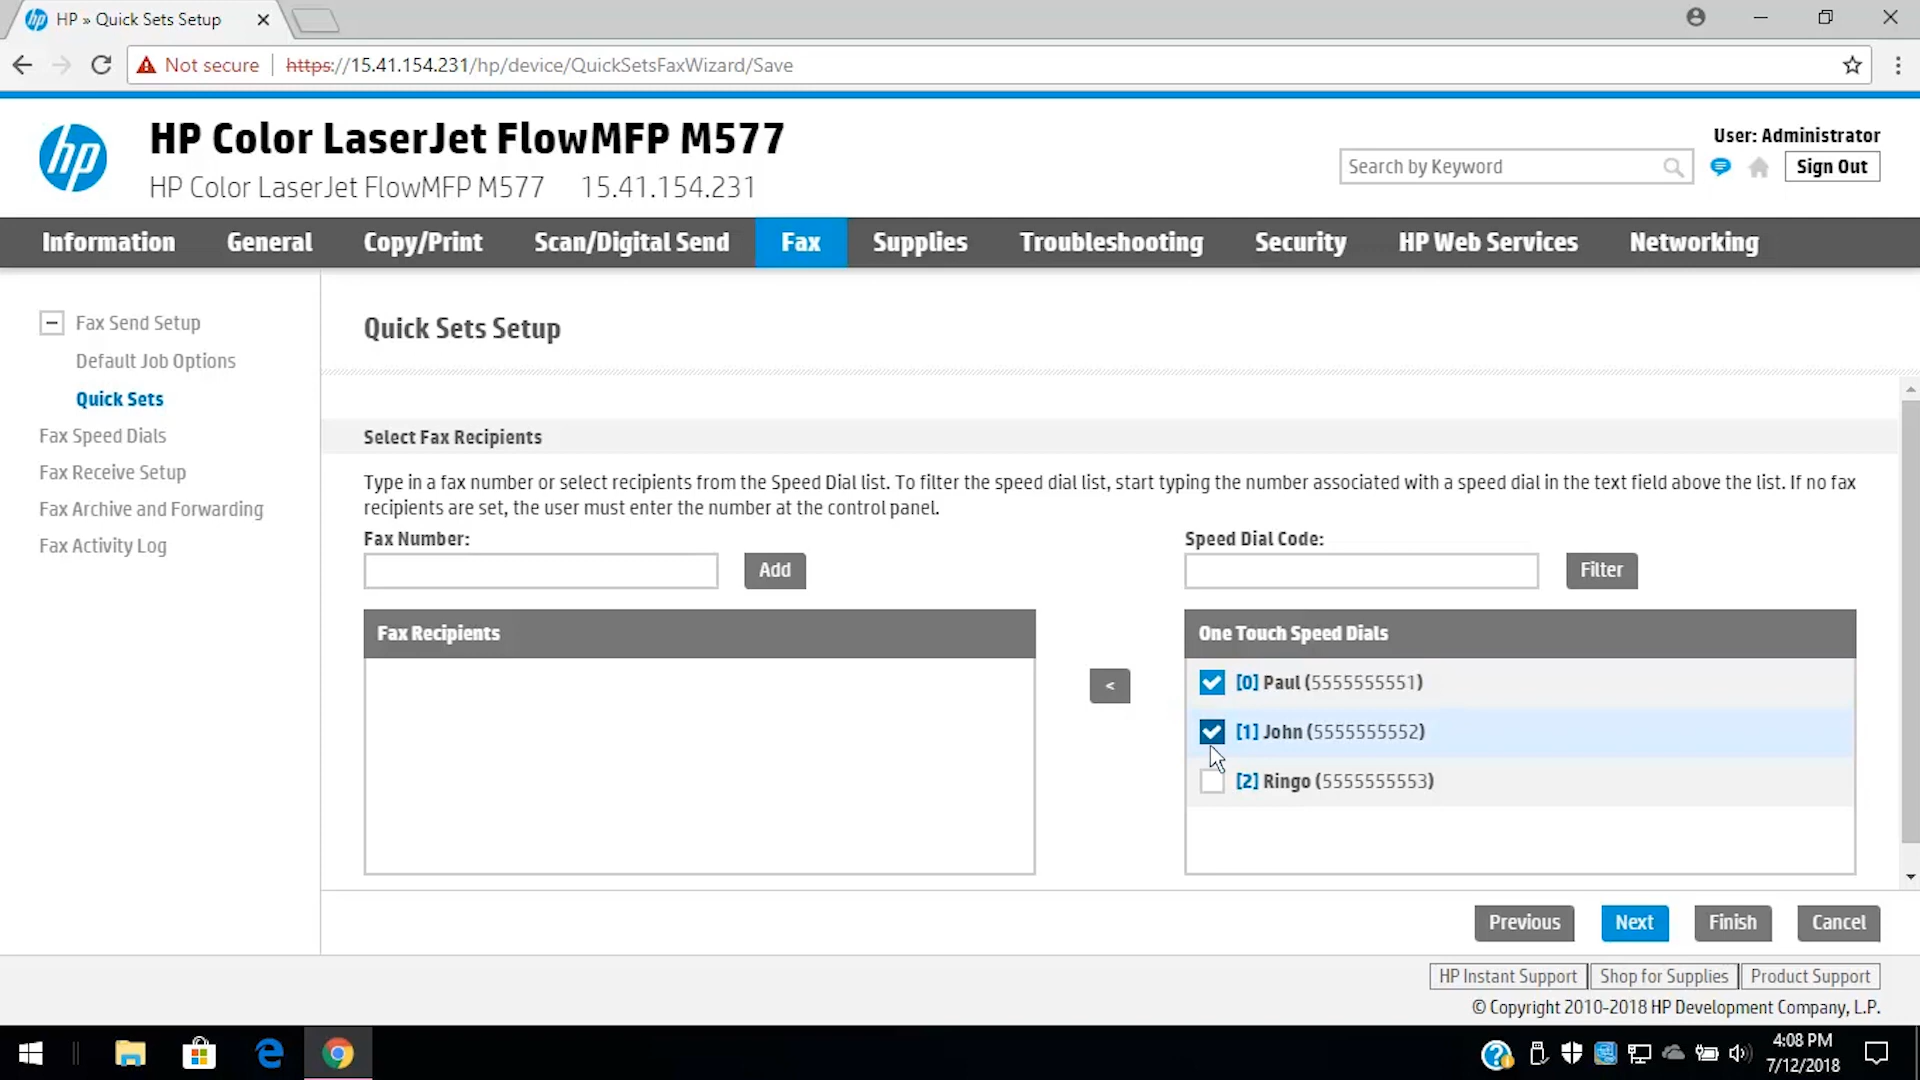 HP » Quick Sets Setup
Not secure https://15.41.154.231/hp/device/QuickSetsFaxWizard/Save
hp
HP Color LaserJet FlowMFP M577
HP Color LaserJet FlowMFP M577 15.41.154.231
User: Administrator
Search by Keyword
Sign Out
Information General Copy/Print Scan/Digital Send Fax Supplies Troubleshooting Security HP Web Services Networking
Fax Send Setup
Default Job Options
Quick Sets
Fax Speed Dials
Fax Receive Setup
Fax Archive and Forwarding
Fax Activity Log
Quick Sets Setup
Select Fax Recipients
Type in a fax number or select recipients from the Speed Dial list. To filter the speed dial list, start typing the number associated with a speed dial in the text field above the list. If no fax
recipients are set, the user must enter the number at the control panel.
Fax Number:
Add
Speed Dial Code:
Filter
Fax Recipients
<
One Touch Speed Dials
[0] Paul (5555555551)
[1] John (5555555552)
[2] Ringo (5555555553)
Previous Next Finish Cancel
HP Instant Support Shop for Supplies Product Support
© Copyright 2010-2018 HP Development Company, L.P.
4:08 PM
7/12/2018